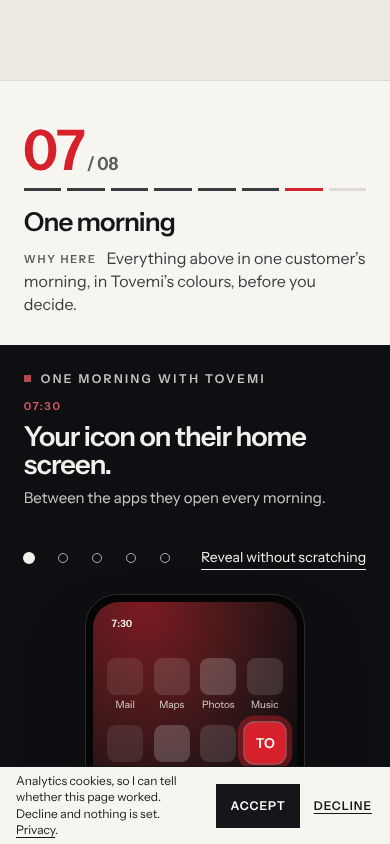 07 / 08
One morning
WHY HERE Everything above in one customer's
morning, in Tovemi's colours, before you
decide.
ONE MORNING WITH TOVEMI
07:30
Your icon on their home
screen.
Between the apps they open every morning.
Reveal without scratching
7:30
Mail Maps Photos Music
TO
Analytics cookies, so I can tell
whether this page worked.
Decline and nothing is set.
Privacy.
ACCEPT DECLINE